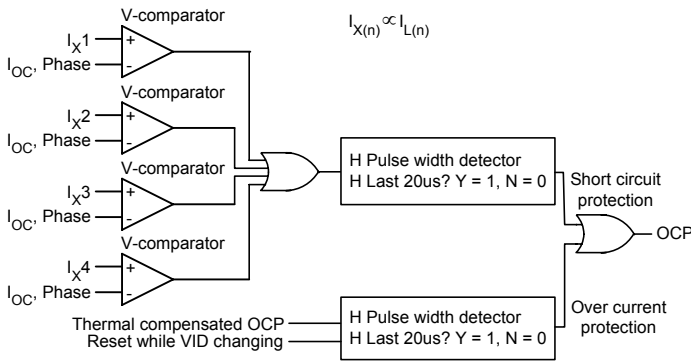 V-comparator
I_X(n) ∝ I_L(n)
I_X1
+
I_OC, Phase
-
V-comparator
I_X2
+
I_OC, Phase
-
V-comparator
I_X3
+
I_OC, Phase
-
V-comparator
I_X4
+
I_OC, Phase
-
H Pulse width detector
H Last 20us? Y = 1, N = 0
Short circuit
protection
OCP
Thermal compensated OCP
Reset while VID changing
H Pulse width detector
H Last 20us? Y = 1, N = 0
Over current
protection